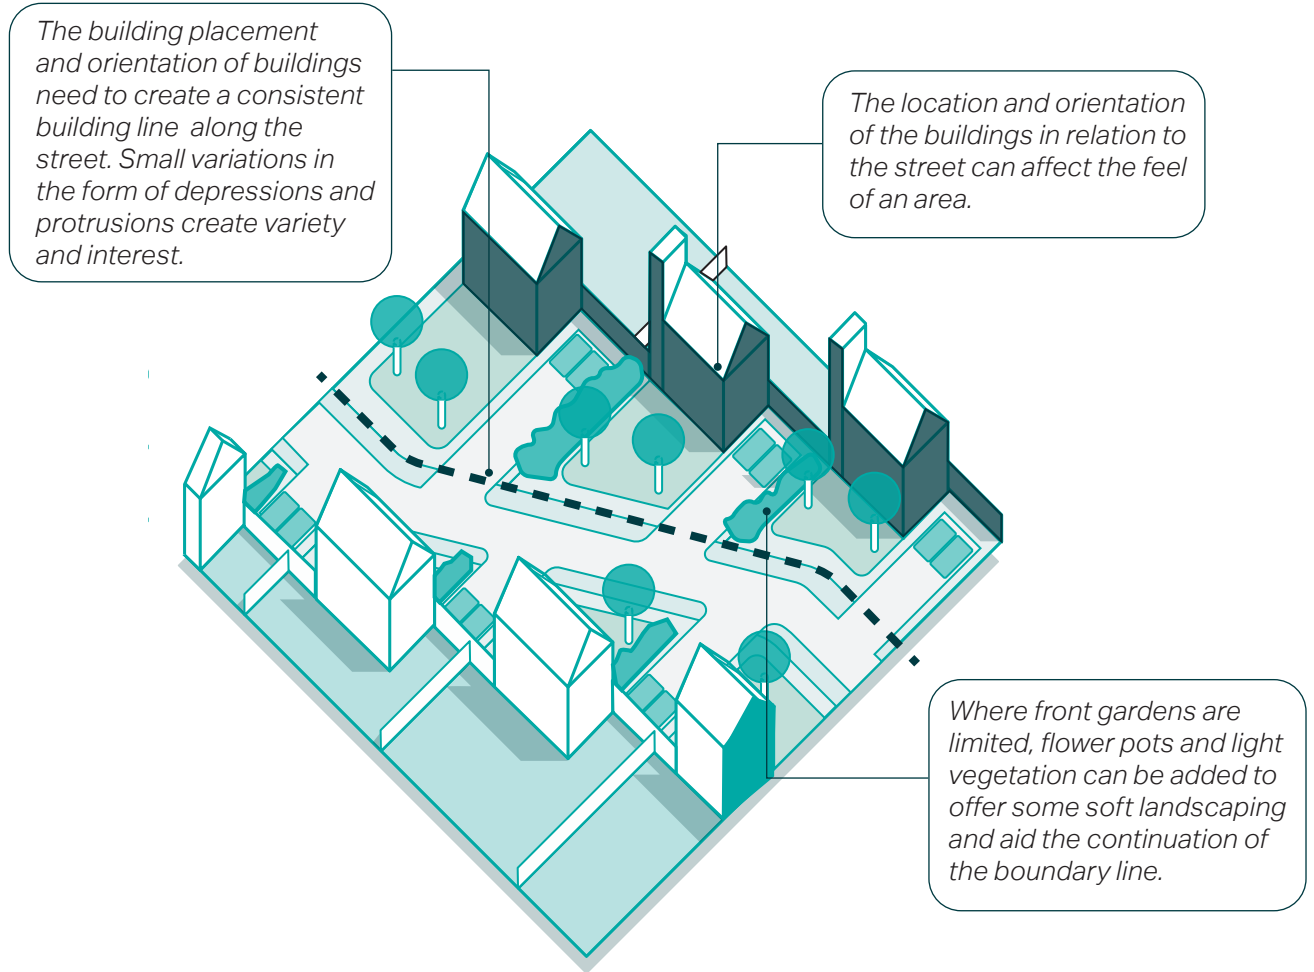 The building placement
and orientation of buildings
need to create a consistent
building line along the
street. Small variations in
the form of depressions and
protrusions create variety
and interest.
The location and orientation
of the buildings in relation to
the street can affect the feel
of an area.
Where front gardens are
limited, flower pots and light
vegetation can be added to
offer some soft landscaping
and aid the continuation of
the boundary line.